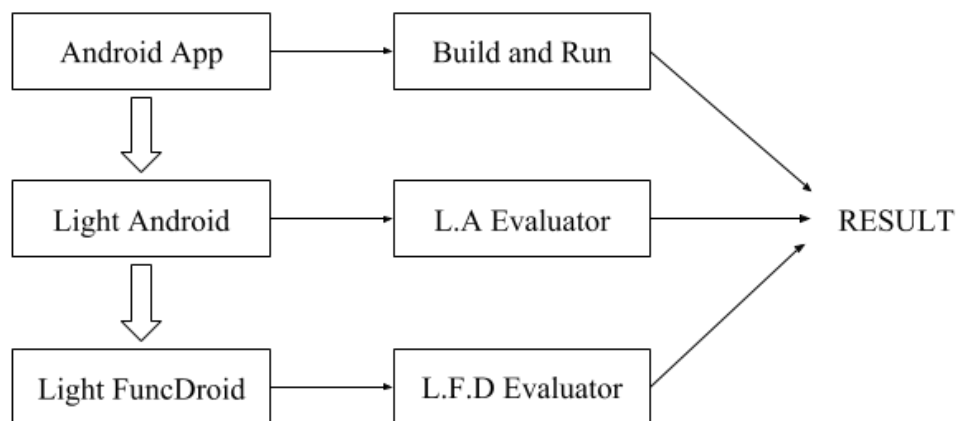 Android App
Build and Run
Light Android
L.A Evaluator
RESULT
Light FuncDroid
L.F.D Evaluator